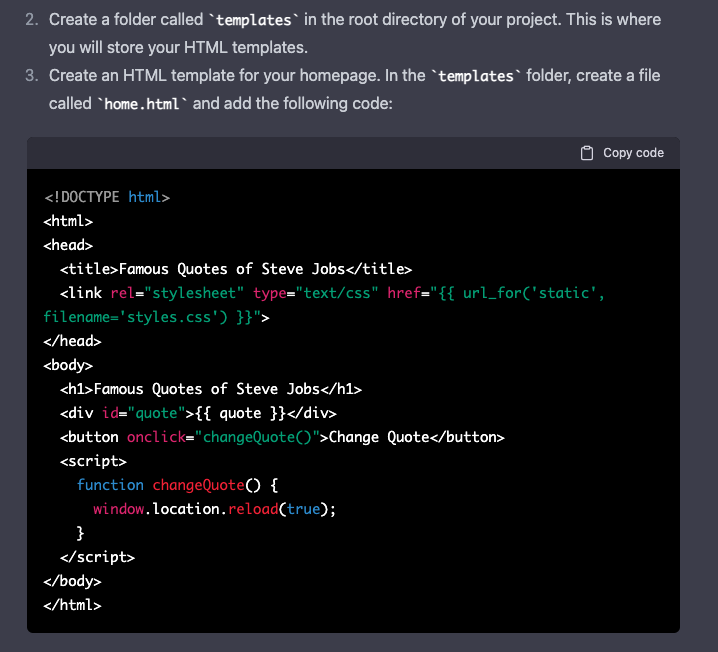 2. Create a folder called `templates` in the root directory of your project. This is where
you will store your HTML templates.
3. Create an HTML template for your homepage. In the `templates` folder, create a file
called `home.html` and add the following code:
Copy code
<!DOCTYPE html>
<html>
<head>
  <title>Famous Quotes of Steve Jobs</title>
  <link rel="stylesheet" type="text/css" href="{{ url_for('static',
filename='styles.css') }}">
</head>
<body>
  <h1>Famous Quotes of Steve Jobs</h1>
  <div id="quote">{{ quote }}</div>
  <button onclick="changeQuote()">Change Quote</button>
  <script>
    function changeQuote() {
      window.location.reload(true);
    }
  </script>
</body>
</html>